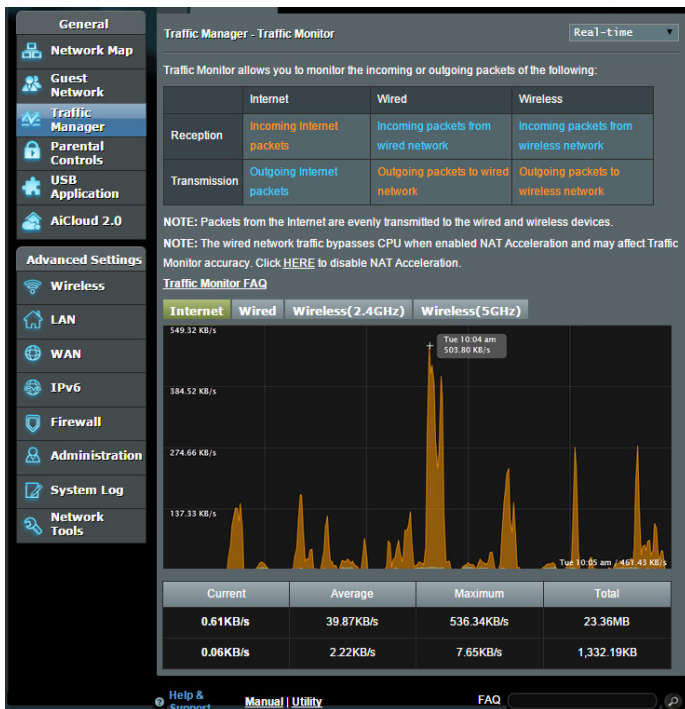 General
Network Map
Guest
Network
Traffic
Manager
Parental
Controls
USB
Application
AiCloud 2.0
Advanced Settings
Wireless
LAN
WAN
IPv6
Firewall
Administration
System Log
Network
Tools
Traffic Manager - Traffic Monitor
Real-time
Traffic Monitor allows you to monitor the incoming or outgoing packets of the following:
Internet Wired Wireless
Reception
Incoming Internet
packets
Incoming packets from
wired network
Incoming packets from
wireless network
Transmission
Outgoing Internet
packets
Outgoing packets to wired
network
Outgoing packets to
wireless network
NOTE: Packets from the Internet are evenly transmitted to the wired and wireless devices.
NOTE: The wired network traffic bypasses CPU when enabled NAT Acceleration and may affect Traffic
Monitor accuracy. Click HERE to disable NAT Acceleration.
Traffic Monitor FAQ
Internet Wired Wireless(2.4GHz) Wireless(5GHz)
549.32 KB/s
Tue 10:04 am
503.80 KB/s
384.52 KB/s
274.66 KB/s
137.33 KB/s
Tue 10:05 am / 461.43 KB/s
Current Average Maximum Total
0.61KB/s 39.87KB/s 536.34KB/s 23.36MB
0.06KB/s 2.22KB/s 7.65KB/s 1,332.19KB
Help &
Support
Manual | Utility
FAQ